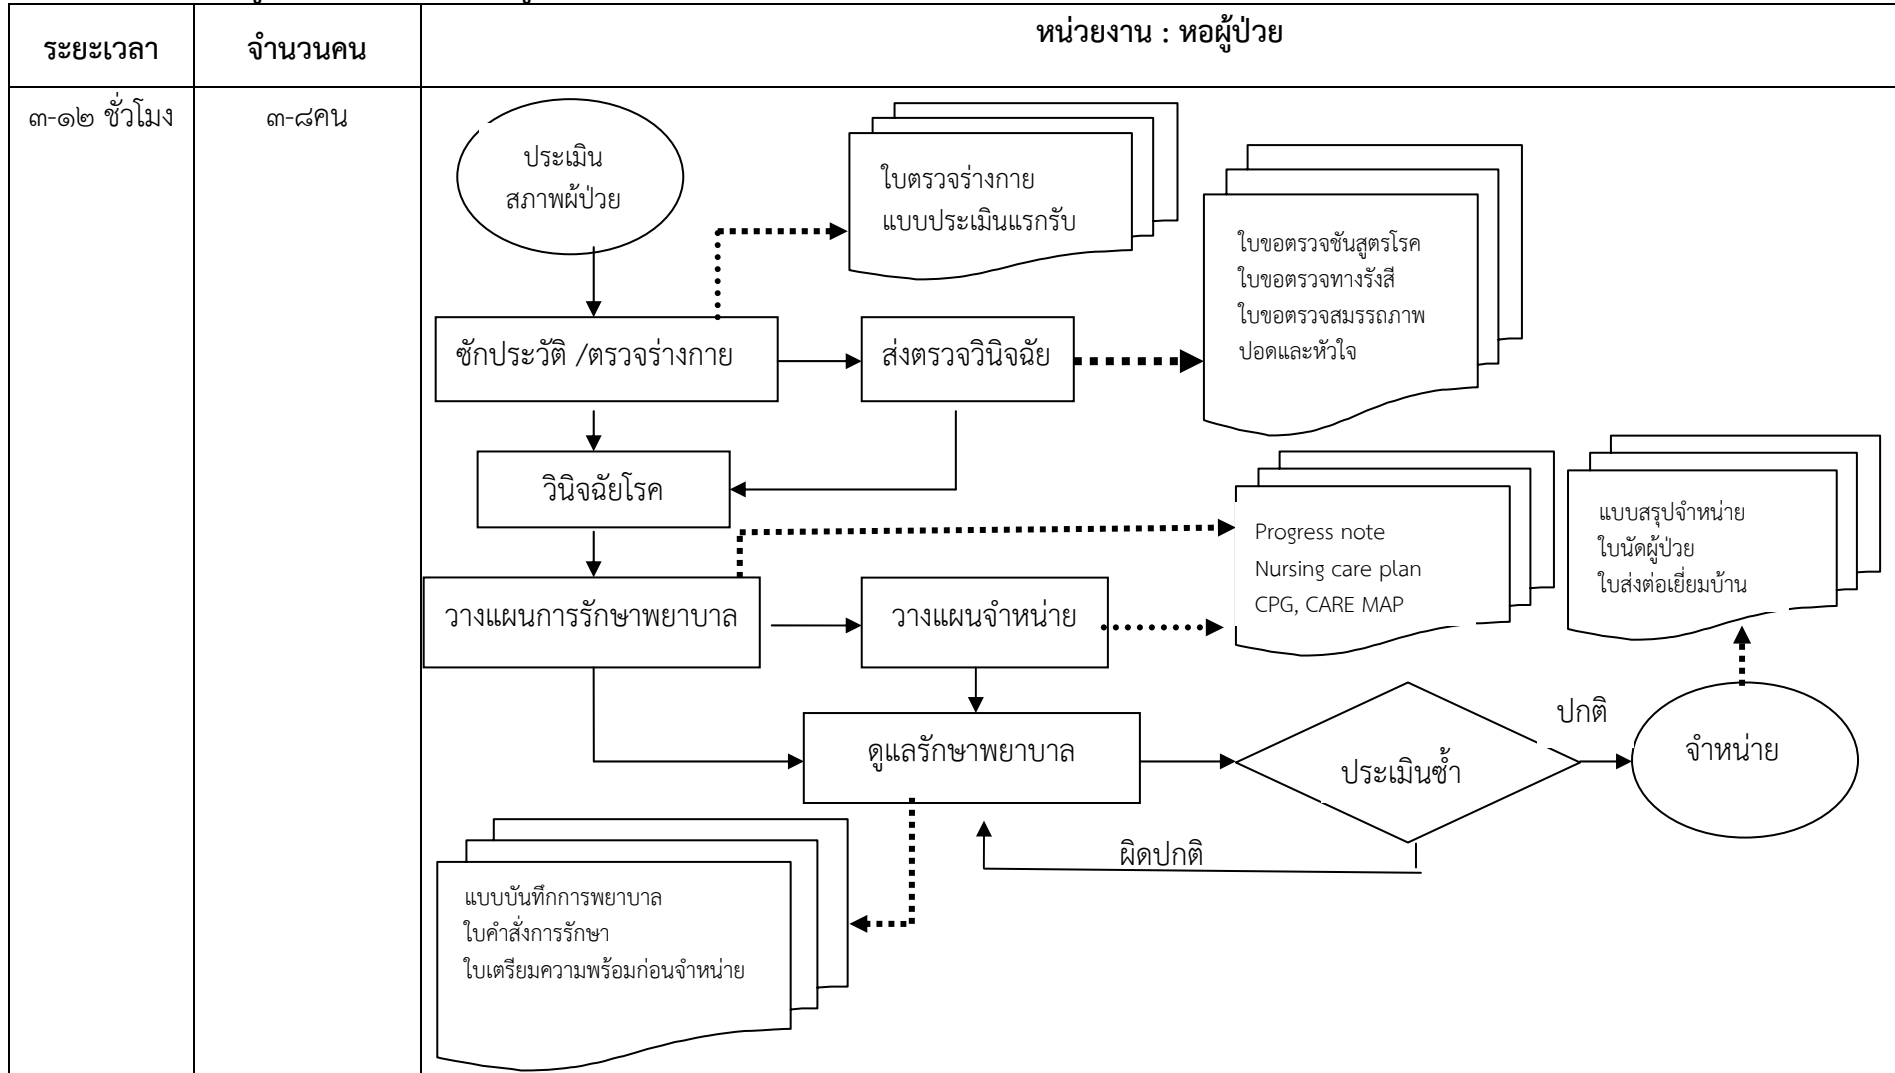 ระยะเวลา
จำนวนคน
หน่วยงาน : หอผู้ป่วย
๓-๑๒ ชั่วโมง
๓-๘คน
ประเมิน
สภาพผ้ป่วย
ใบตรวจร่างกาย
แบบประเมินแรกรับ
ใบขอตรวจชันสูตรโรค
ใบขอตรวจทางรังสี
ใบขอตรวจสมรรถภาพ
ปอดและหัวใจ
ซักประวัติ /ตรวจร่างกาย
ส่งตรวจวินิจฉัย
วินิจฉัยโรค
Progress note
Nursing care plan
CPG, CARE MAP
แบบสรุปจำหน่าย
ใบนัดผู้ป่วย
ใบส่งต่อเยี่ยมบ้าน
วางแผนการรักษาพยาบาล
วางแผนจำหน่าย
ดูแลรักษาพยาบาล
ประเมินซ้ำ
ปกติ
จำหน่าย
ผิดปกติ
แบบบันทึกการพยาบาล
ใบคำสั่งการรักษา
ใบเตรียมความพร้อมก่อนจำหน่าย